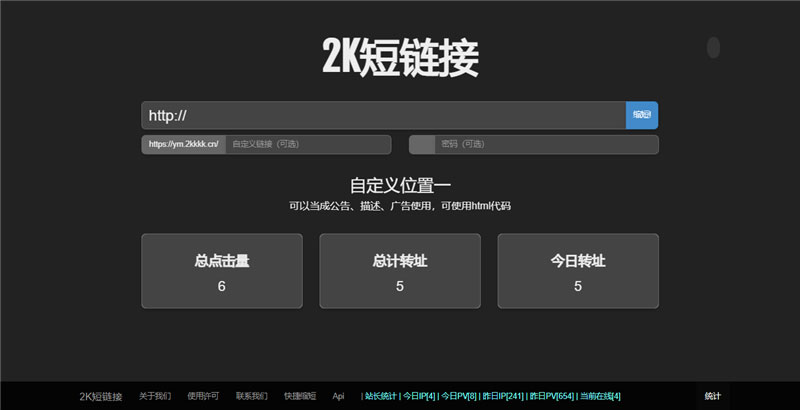 2K短链接
http://
缩短!
https://ym.2kkkk.cn/ 自定义链接（可选） 密码（可选）
自定义位置一
可以当成公告、描述、广告使用，可使用html代码
总点击量 总计转址 今日转址
6 5 5
2K短链接 关于我们 使用许可 联系我们 快捷缩短 Api | 站长统计 | 今日IP[4] | 今日PV[8] | 昨日IP[241] | 昨日PV[654] | 当前在线[4] 统计